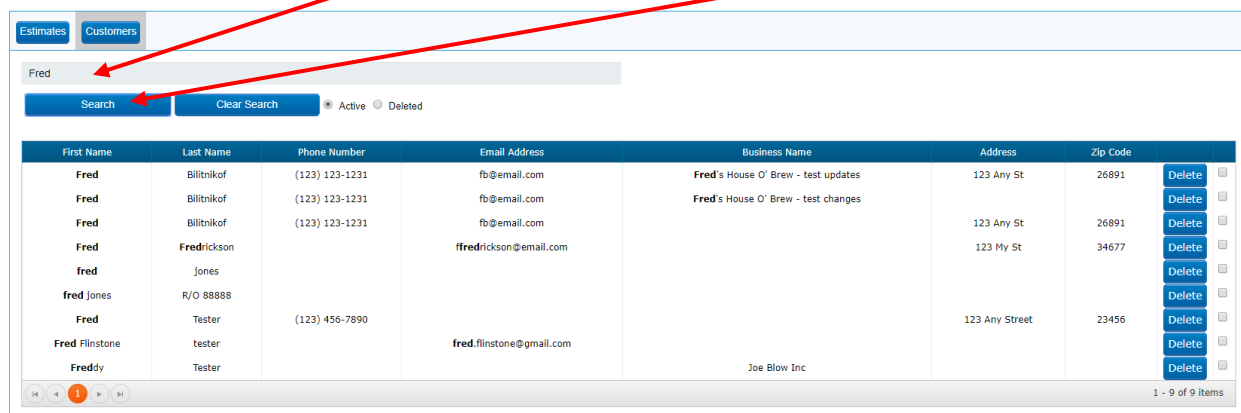 Estimates Customers
Fred
Search Clear Search Active Deleted
First Name Last Name Phone Number Email Address Business Name Address Zip Code
Fred Bilitnikof (123) 123-1231 fb@email.com Fred's House O' Brew - test updates 123 Any St 26891 Delete
Fred Bilitnikof (123) 123-1231 fb@email.com Fred's House O' Brew - test changes Delete
Fred Bilitnikof (123) 123-1231 fb@email.com 123 Any St 26891 Delete
Fred Fredrickson ffredrickson@email.com 123 My St 34677 Delete
fred jones Delete
fred jones R/O 88888 Delete
Fred Tester (123) 456-7890 123 Any Street 23456 Delete
Fred Flinstone tester fred.flinstone@gmail.com Delete
Freddy Tester Joe Blow Inc Delete
1 1 - 9 of 9 items